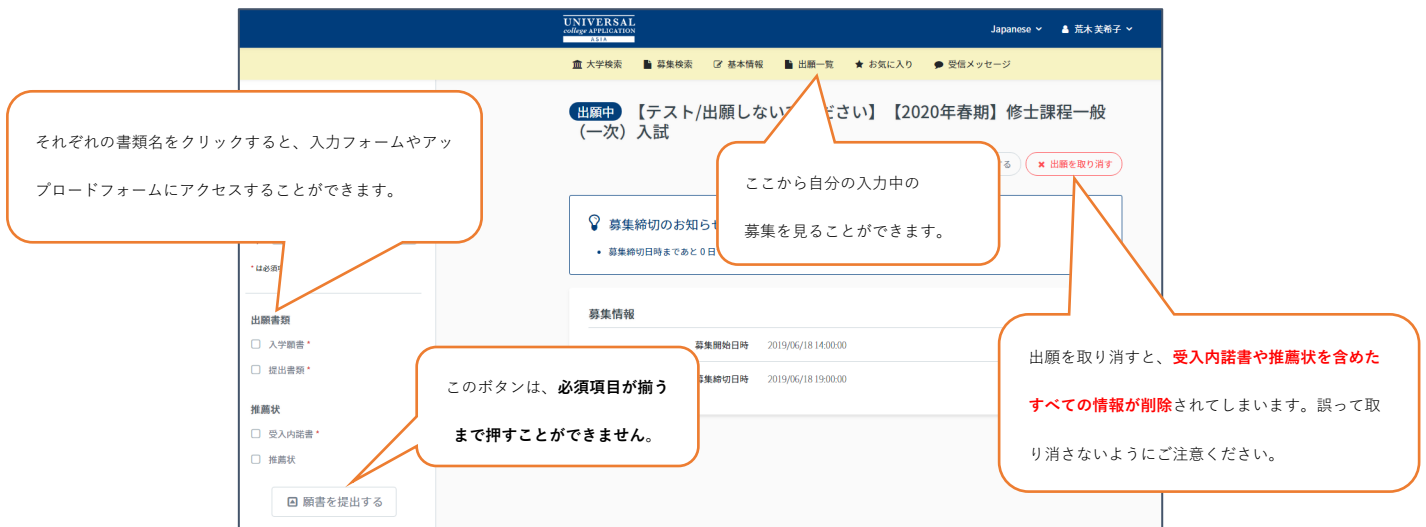 UNIVERSAL
college APPLICATION
ASIA
Japanese
荒木 芙希子
大学検索 募集検索 基本情報 出願一覧 お気に入り 受信メッセージ
出願中 【テスト/出願しない ださい】【2020年春期】修士課程一般
（一次）入試
る 出願を取り消す
それぞれの書類名をクリックすると、入力フォームやアッ
プロードフォームにアクセスすることができます。
ここから自分の入力中の
募集を見ることができます。
募集締切のお知ら
• 募集締切日時まであと 0 日
* は必須
出願書類
入学願書 *
提出書類 *
推薦状
受入内諾書 *
推薦状
願書を提出する
募集情報
募集開始日時 2019/06/18 14:00:00
募集締切日時 2019/06/18 19:00:00
このボタンは、必須項目が揃う
まで押すことができません。
出願を取り消すと、受入内諾書や推薦状を含めた
すべての情報が削除されてしまいます。誤って取
り消さないようにご注意ください。